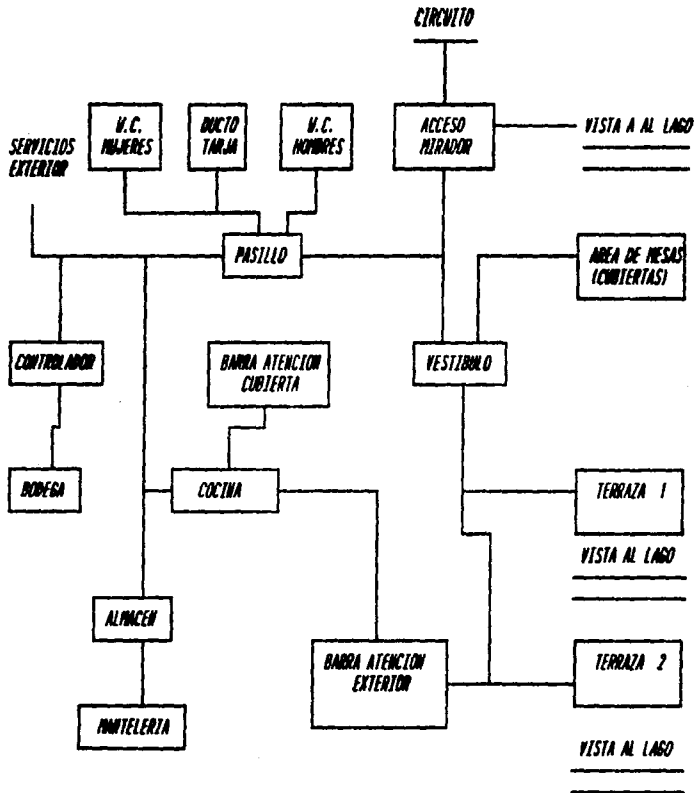 CIRCUITO
W.C.
MUJERES
DUCTO
TARJA
W.C.
HOMBRES
ACCESO
MIRADOR
VISTA A AL LAGO
SERVICIOS
EXTERIOR
PASILLO
AREA DE MESAS
(CUBIERTAS)
CONTROLADOR
BARRA ATENCION
CUBIERTA
VESTIBULO
BODEGA
COCINA
TERRAZA 1
VISTA AL LAGO
ALMACEN
BARRA ATENCION
EXTERIOR
TERRAZA 2
MANTELERIA
VISTA AL LAGO